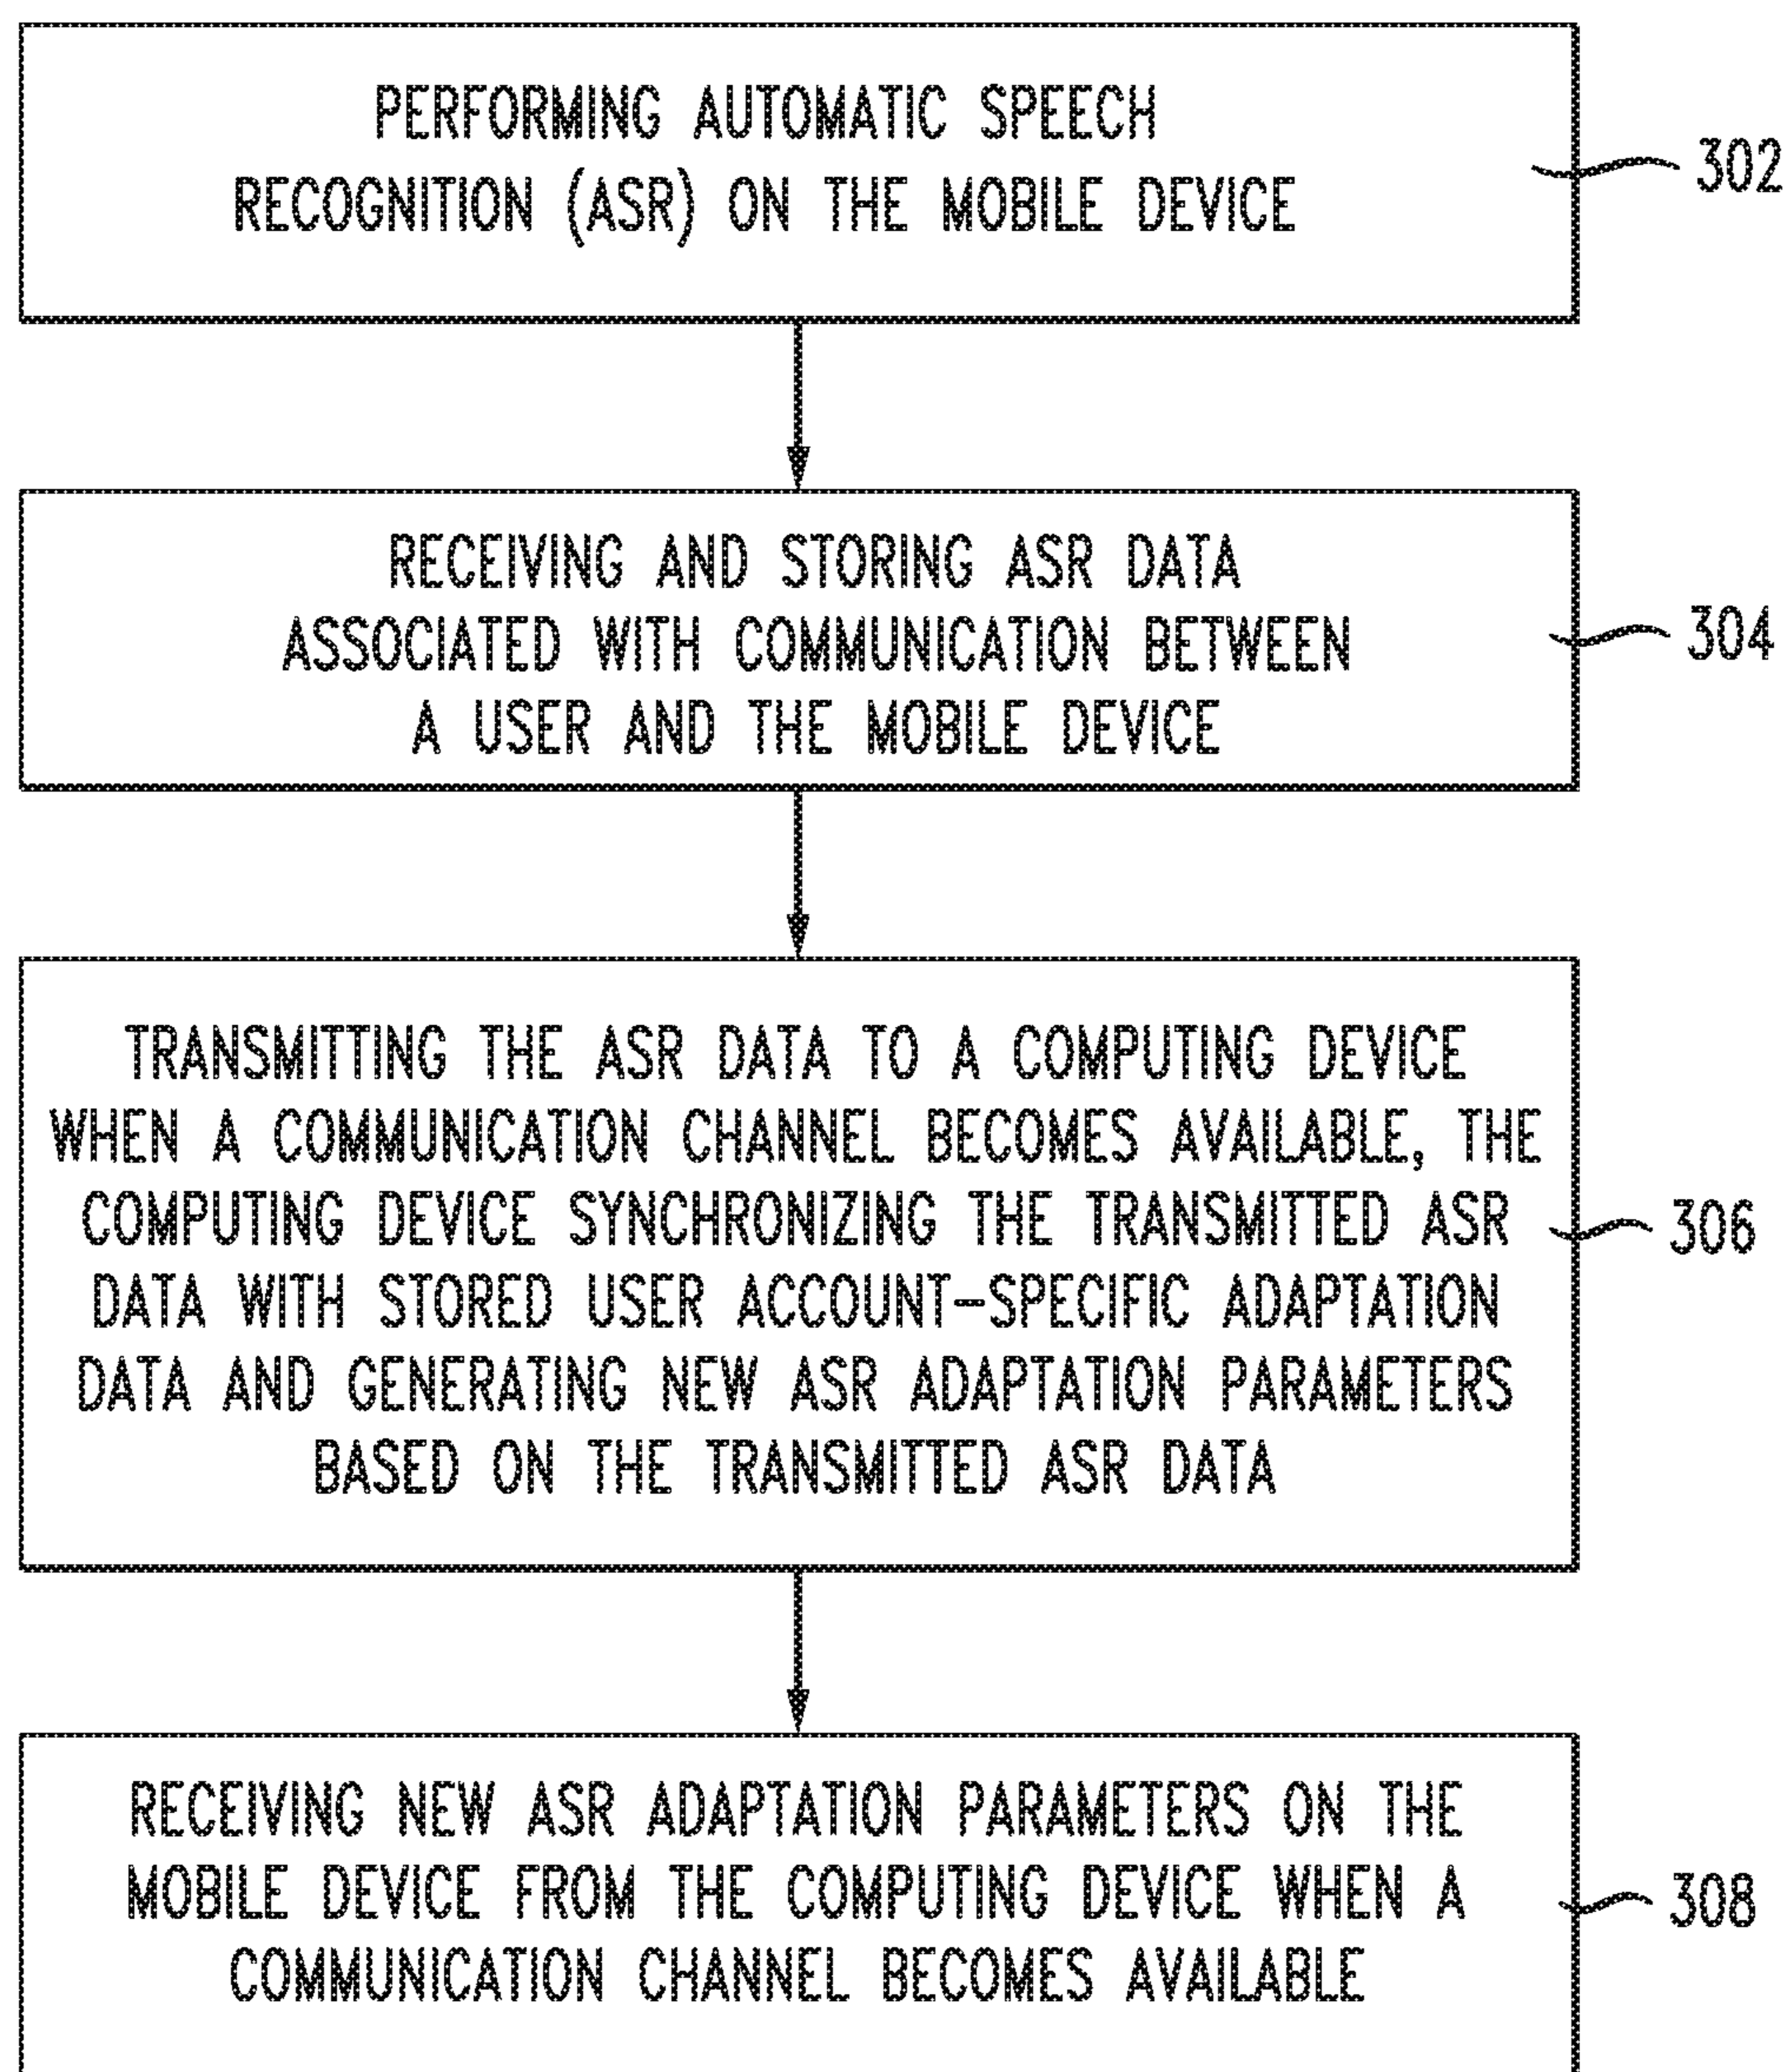 PERFORMING AUTOMATIC SPEECH
RECOGNITION (ASR) ON THE MOBILE DEVICE
302
RECEIVING AND STORING ASR DATA
ASSOCIATED WITH COMMUNICATION BETWEEN
A USER AND THE MOBILE DEVICE
304
TRANSMITTING THE ASR DATA TO A COMPUTING DEVICE
WHEN A COMMUNICATION CHANNEL BECOMES AVAILABLE, THE
COMPUTING DEVICE SYNCHRONIZING THE TRANSMITTED ASR
DATA WITH STORED USER ACCOUNT-SPECIFIC ADAPTATION
DATA AND GENERATING NEW ASR ADAPTATION PARAMETERS
BASED ON THE TRANSMITTED ASR DATA
306
RECEIVING NEW ASR ADAPTATION PARAMETERS ON THE
MOBILE DEVICE FROM THE COMPUTING DEVICE WHEN A
COMMUNICATION CHANNEL BECOMES AVAILABLE
308